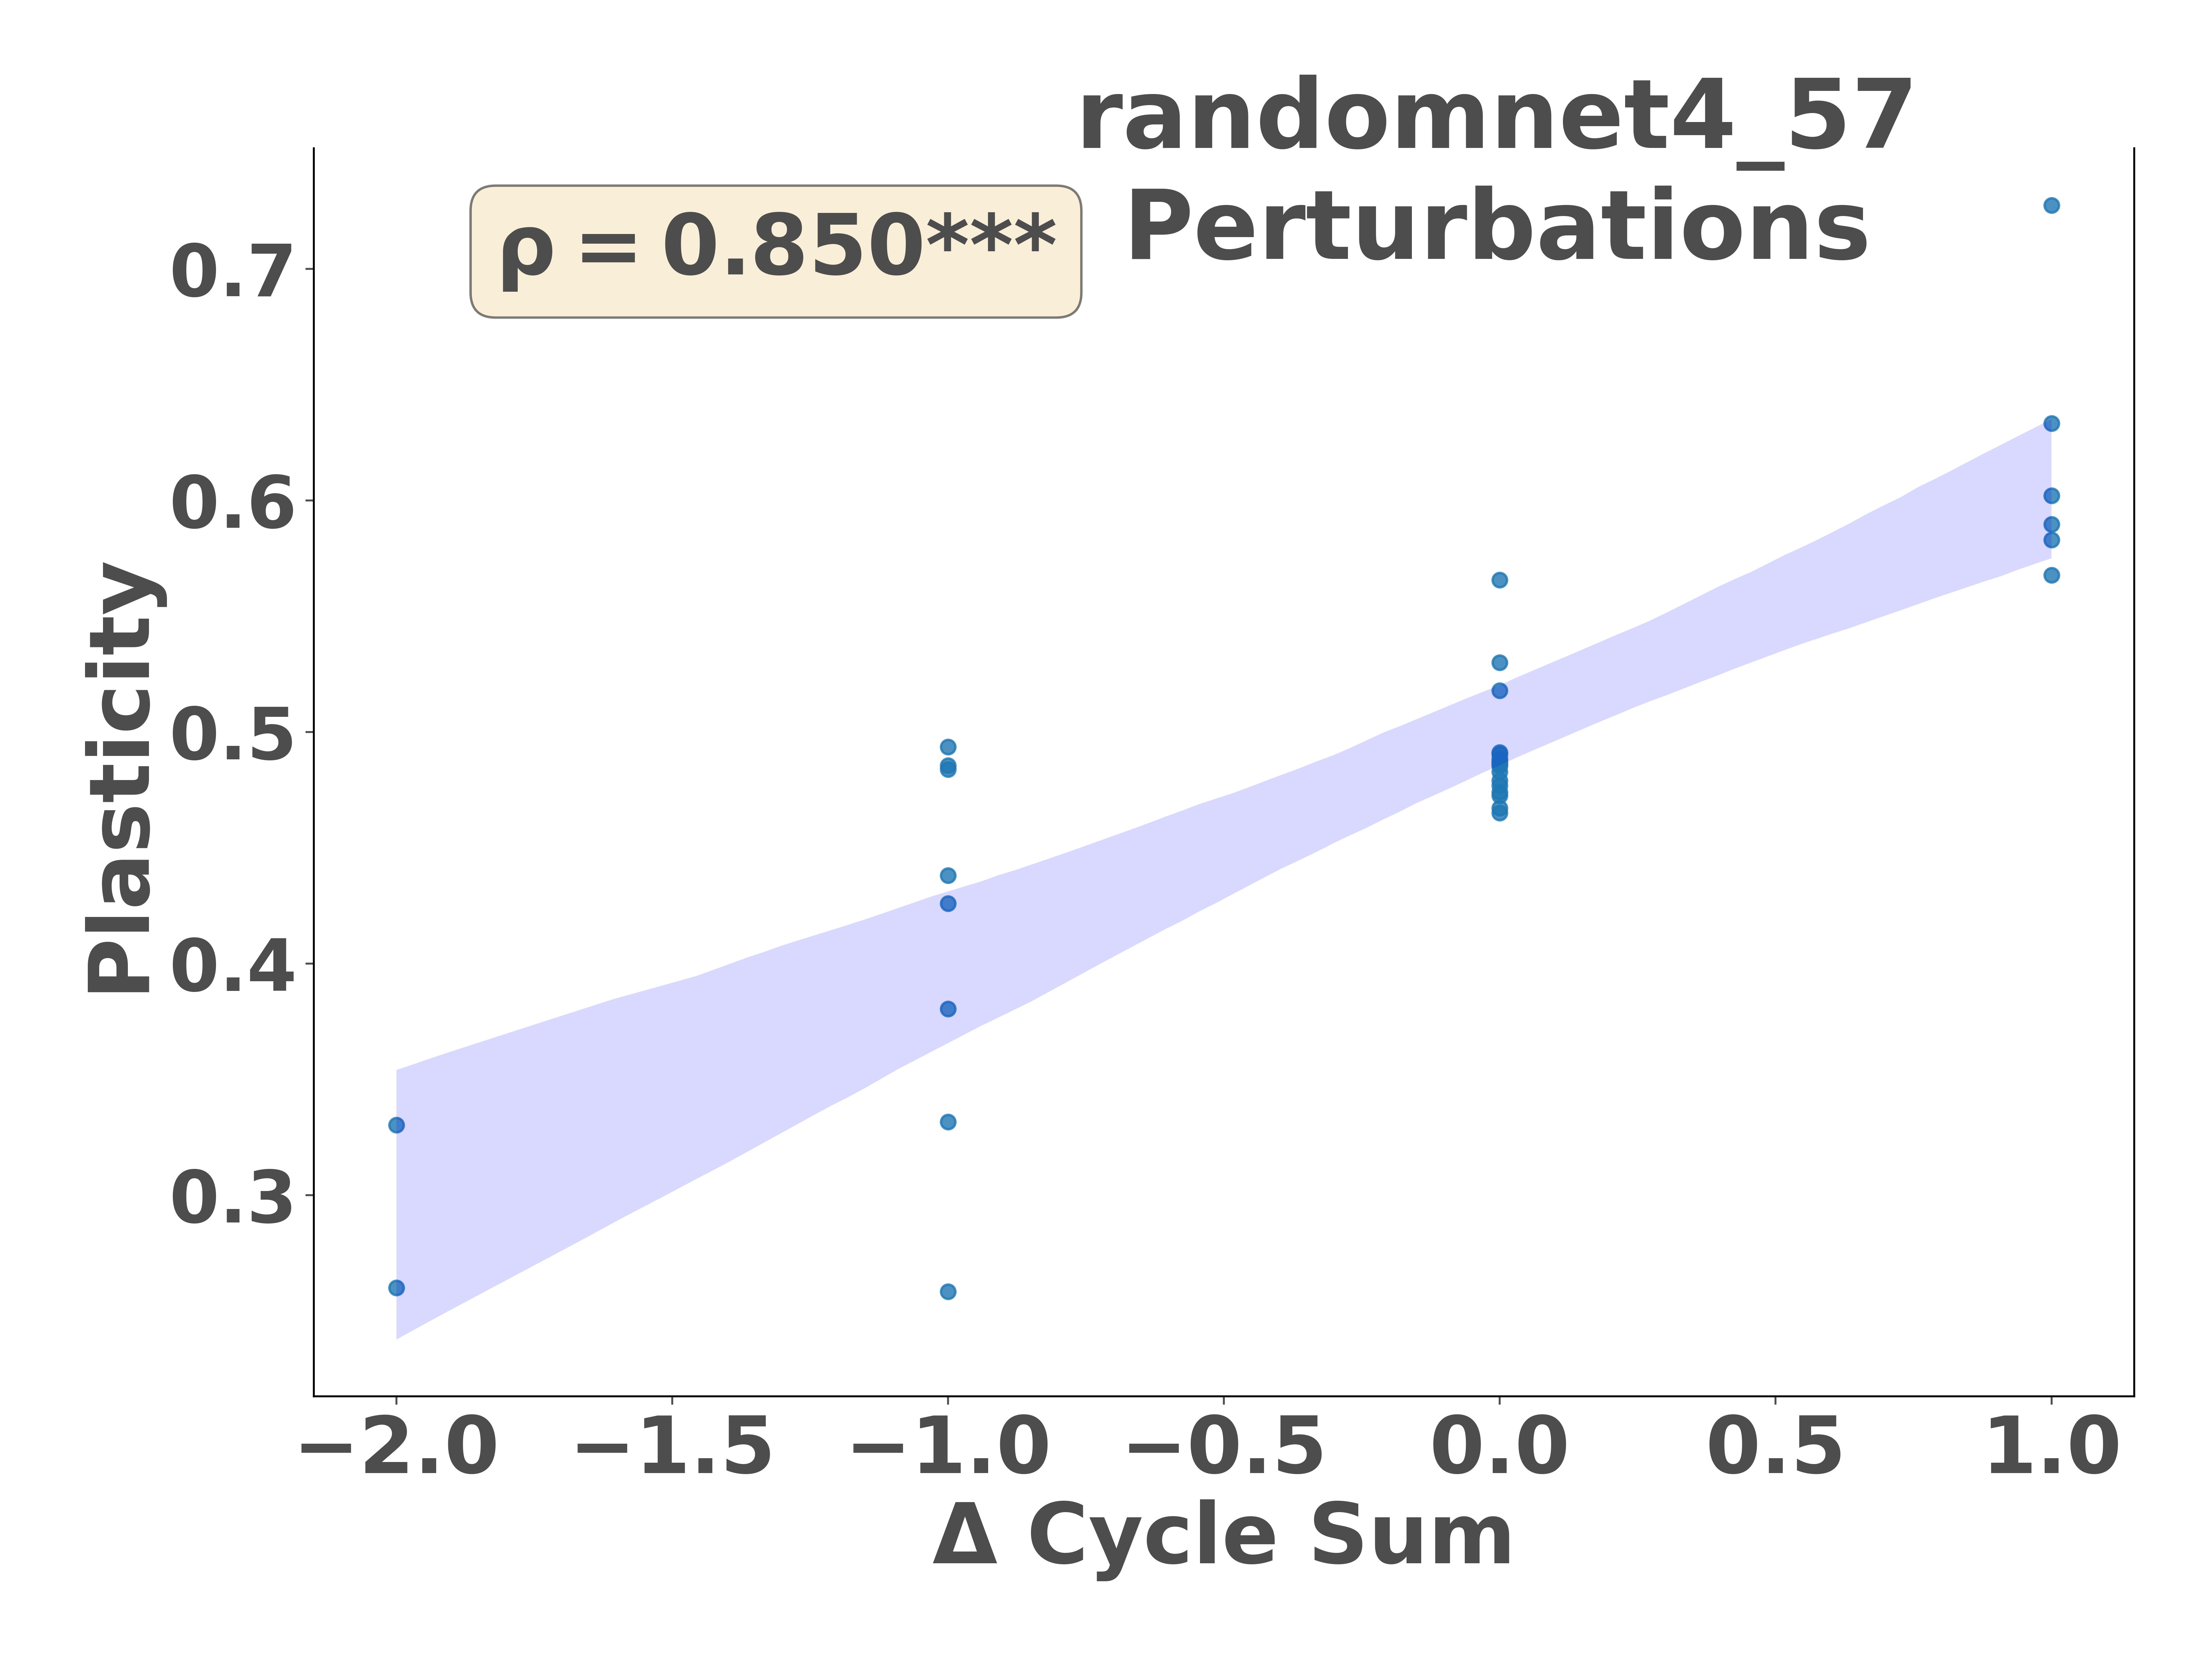 randomnet4_57
Perturbations
ρ = 0.850***
Plasticity
0.7
0.6
0.5
0.4
0.3
−2.0 −1.5 −1.0 −0.5 0.0 0.5 1.0
Δ Cycle Sum